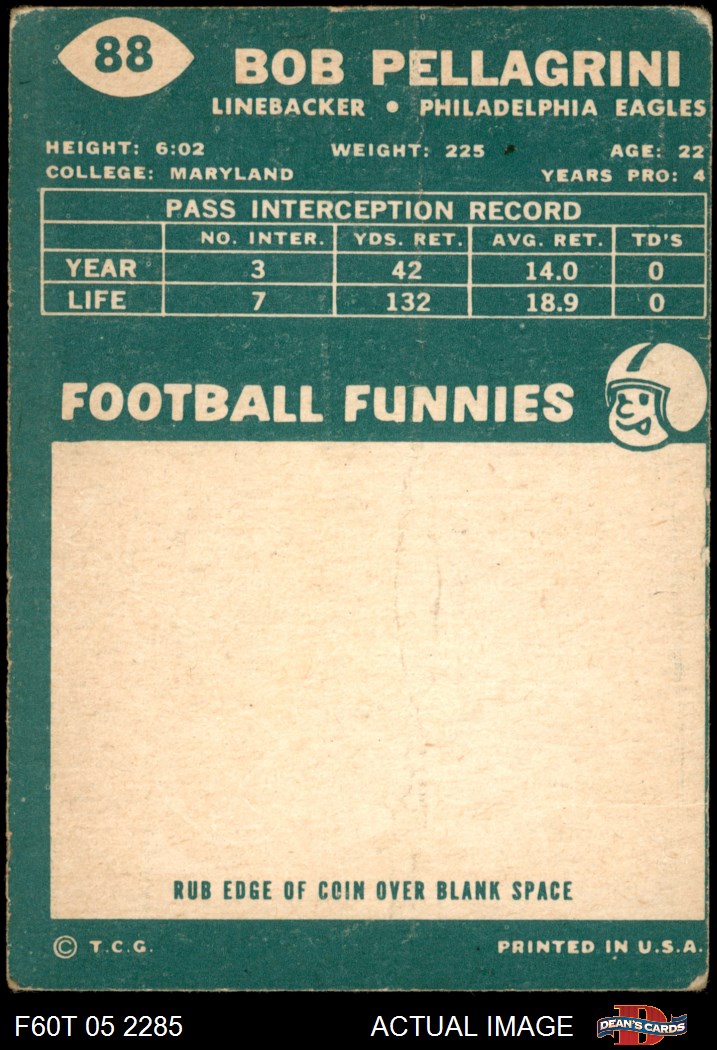 88
BOB PELLAGRINI
LINEBACKER • PHILADELPHIA EAGLES
HEIGHT: 6:02 WEIGHT: 225 AGE: 22
COLLEGE: MARYLAND YEARS PRO: 4
PASS INTERCEPTION RECORD
NO. INTER. YDS. RET. AVG. RET. TD'S
YEAR 3 42 14.0 0
LIFE 7 132 18.9 0
FOOTBALL FUNNIES
RUB EDGE OF COIN OVER BLANK SPACE
© T.C.G. PRINTED IN U.S.A.
F60T 05 2285 ACTUAL IMAGE D DEAN'S CARDS